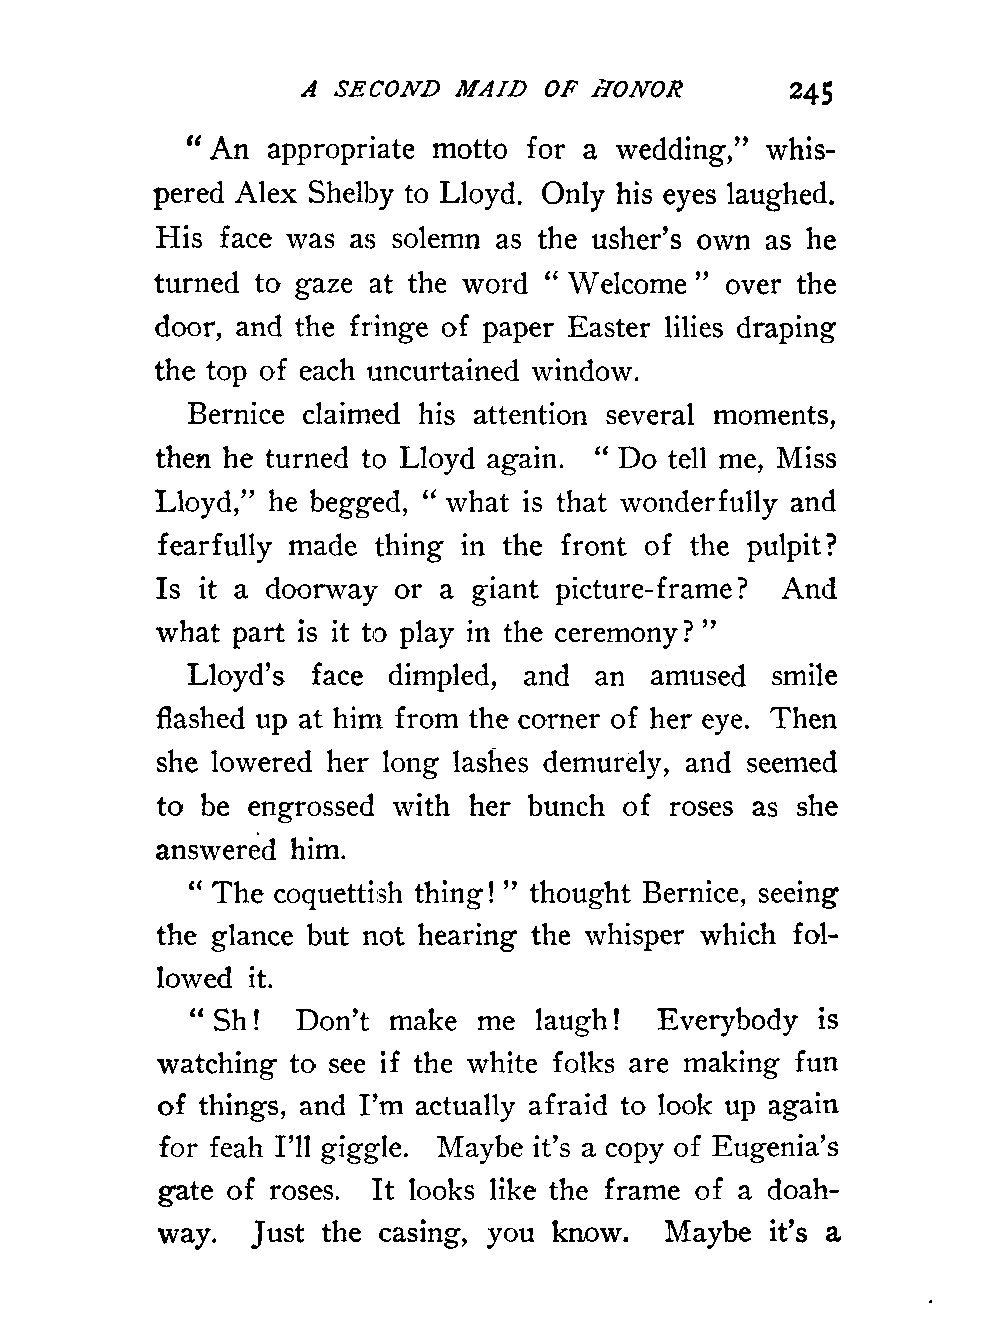 A SECOND MAID OF HONOR 245
“ An appropriate motto for a wedding,” whis-
pered Alex Shelby to Lloyd. Only his eyes laughed.
His face was as solemn as the usher’s own as he
turned to gaze at the word “ Welcome ” over the
door, and the fringe of paper Easter lilies draping
the top of each uncurtained window.
Bernice claimed his attention several moments,
then he turned to Lloyd again. “ Do tell me, Miss
Lloyd,” he begged, “ what is that wonderfully and
fearfully made thing in the front of the pulpit?
Is it a doorway or a giant picture-frame? And
what part is it to play in the ceremony? ”
Lloyd’s face dimpled, and an amused smile
flashed up at him from the corner of her eye. Then
she lowered her long lashes demurely, and seemed
to be engrossed with her bunch of roses as she
answered him.
“ The coquettish thing! ” thought Bernice, seeing
the glance but not hearing the whisper which fol-
lowed it.
“ Sh! Don’t make me laugh! Everybody is
watching to see if the white folks are making fun
of things, and I’m actually afraid to look up again
for feah I’ll giggle. Maybe it’s a copy of Eugenia’s
gate of roses. It looks like the frame of a doah-
way. Just the casing, you know. Maybe it’s a